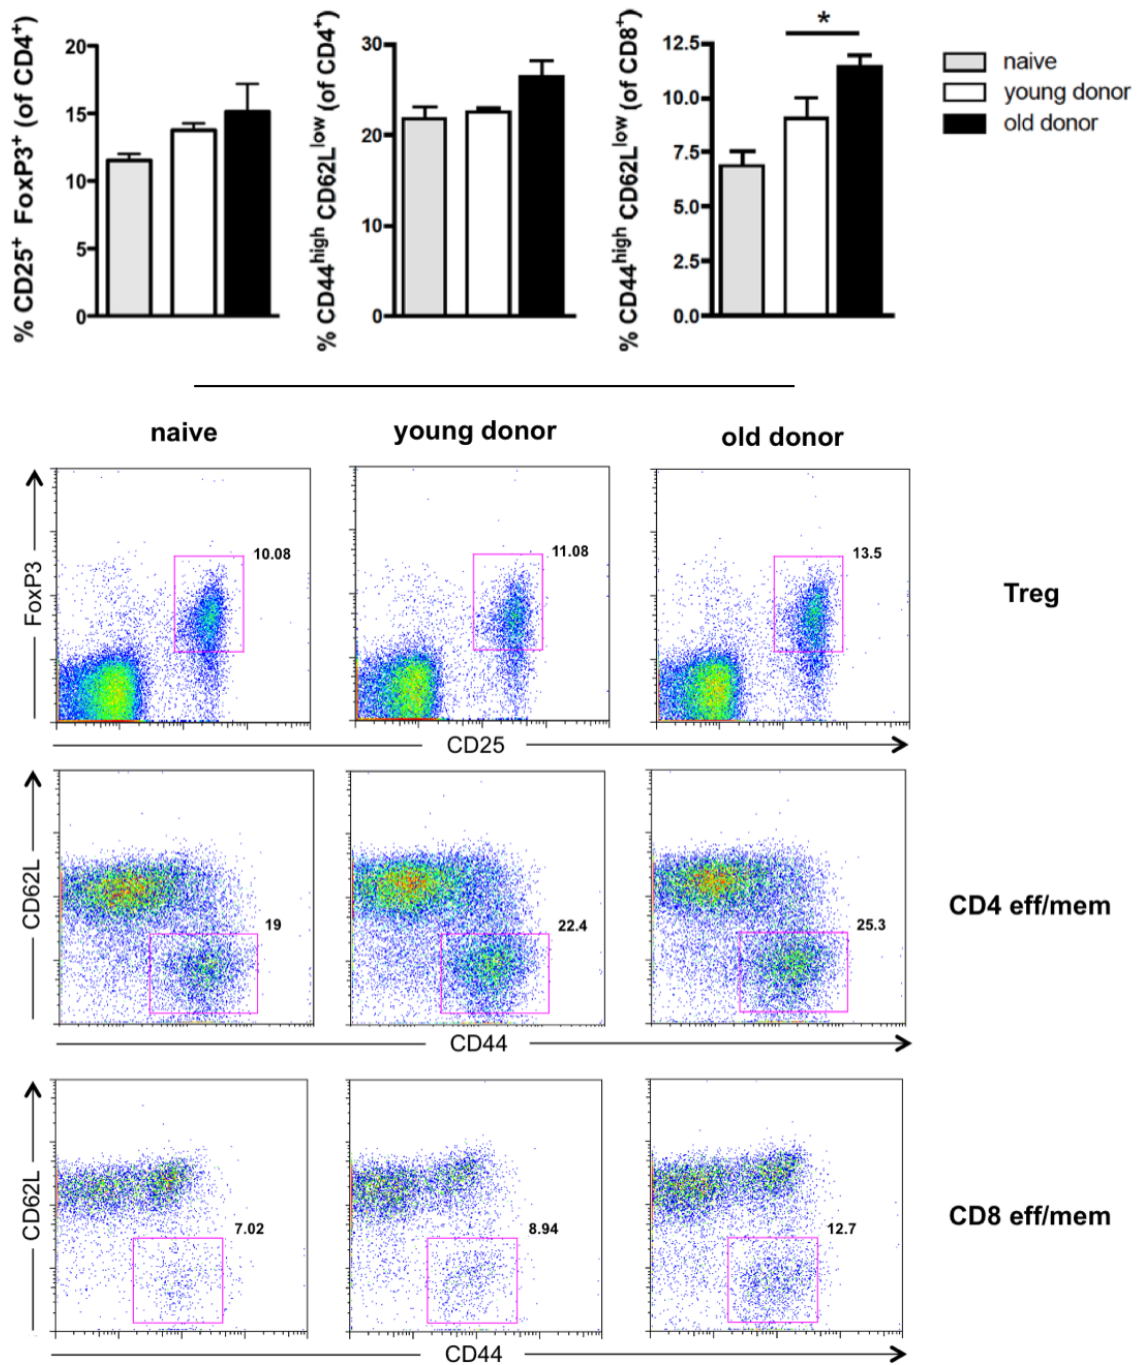 % CD25+ FoxP3+ (of CD4+)
20
15
10
5
0
% CD44high CD62Llow (of CD4+)
30
20
10
0
% CD44high CD62Llow (of CD8+)
12.5
10.0
7.5
5.0
2.5
0.0
*
naive
young donor
old donor
naive
young donor
old donor
FoxP3
10.08
11.08
13.5
Treg
CD25
CD62L
19
22.4
25.3
CD4 eff/mem
CD44
CD62L
7.02
8.94
12.7
CD8 eff/mem
CD44